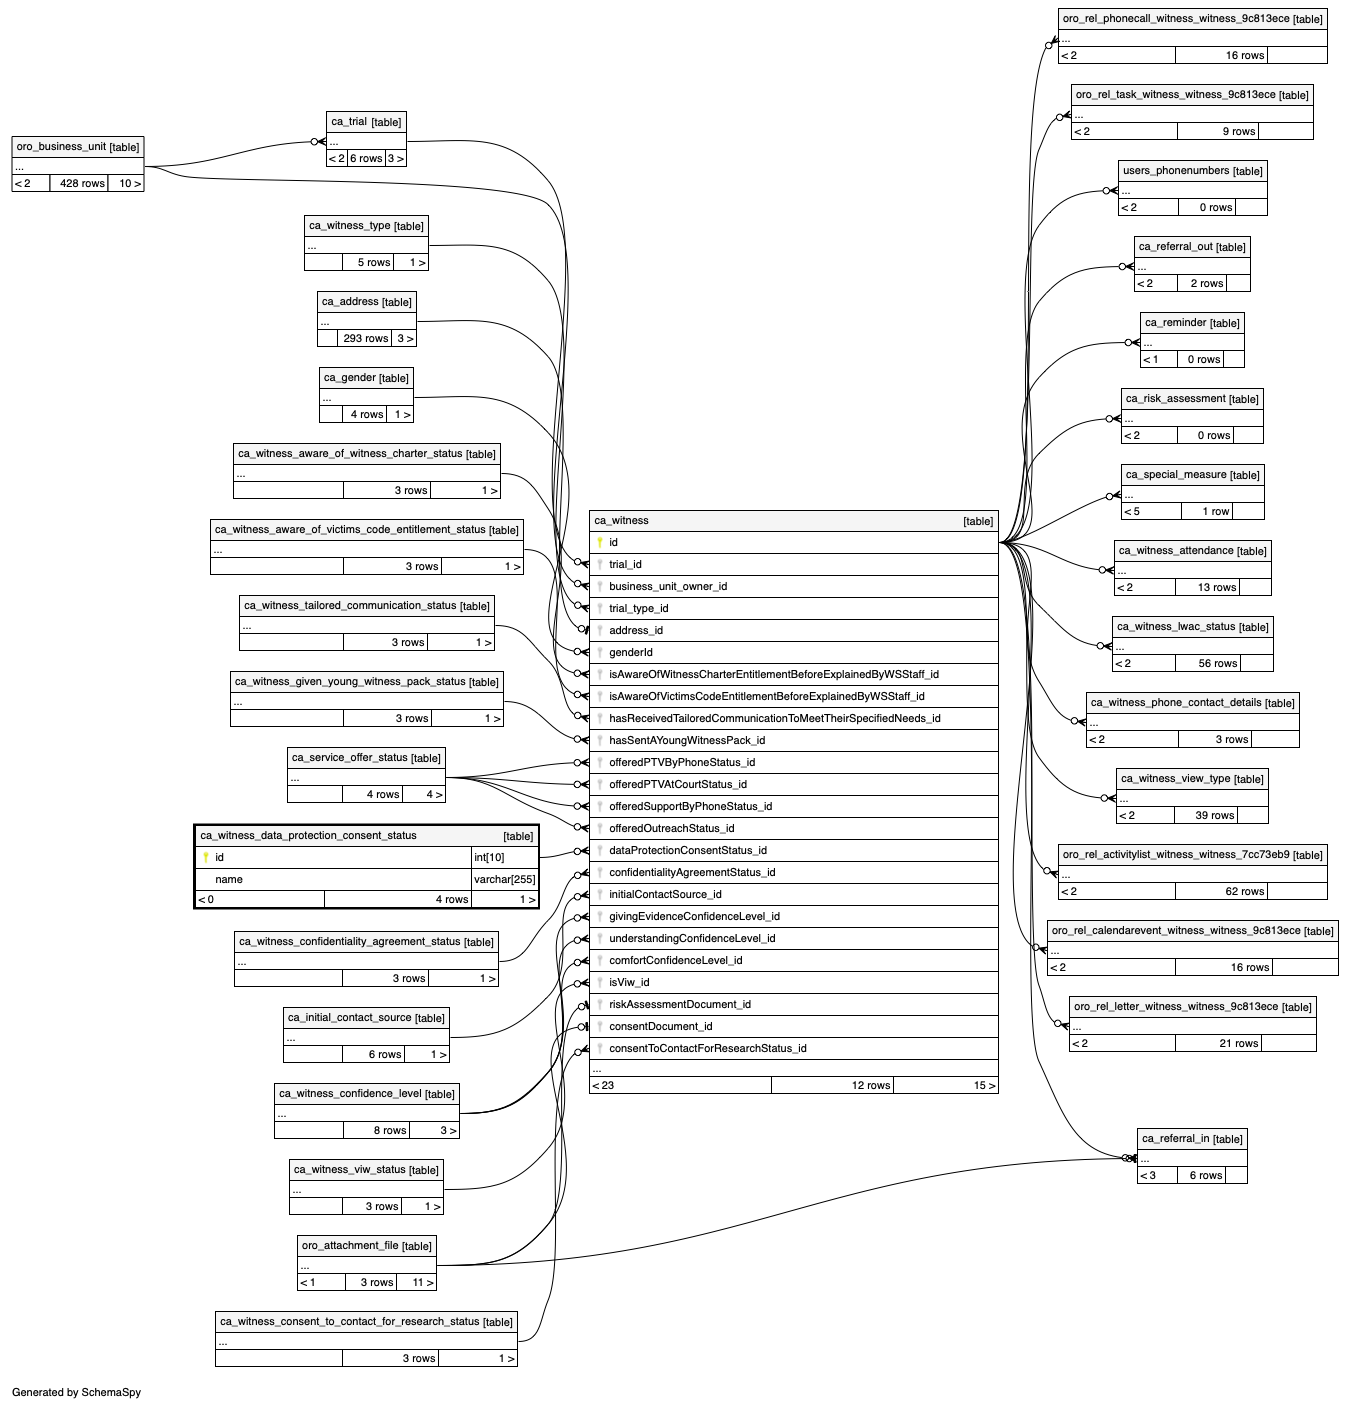 oro_rel_phonecall_witness_witness_9c813ece [table]
...
< 2 16 rows
oro_rel_task_witness_witness_9c813ece [table]
...
< 2 9 rows
ca_trial [table]
...
< 2 6 rows 3 >
oro_business_unit [table]
...
< 2 428 rows 10 >
users_phonenumbers [table]
...
< 2 0 rows
ca_witness_type [table]
...
5 rows 1 >
ca_referral_out [table]
...
< 2 2 rows
ca_address [table]
...
293 rows 3 >
ca_reminder [table]
...
< 1 0 rows
ca_gender [table]
...
4 rows 1 >
ca_risk_assessment [table]
...
< 2 0 rows
ca_witness_aware_of_witness_charter_status [table]
...
3 rows 1 >
ca_special_measure [table]
...
< 5 1 row
ca_witness_aware_of_victims_code_entitlement_status [table]
...
3 rows 1 >
ca_witness_attendance [table]
...
< 2 13 rows
ca_witness_tailored_communication_status [table]
...
3 rows 1 >
ca_witness_lwac_status [table]
...
< 2 56 rows
ca_witness_given_young_witness_pack_status [table]
...
3 rows 1 >
ca_witness_phone_contact_details [table]
...
< 2 3 rows
ca_service_offer_status [table]
...
4 rows 4 >
ca_witness_view_type [table]
...
< 2 39 rows
ca_witness [table]
id
trial_id
business_unit_owner_id
trial_type_id
address_id
genderId
isAwareOfWitnessCharterEntitlementBeforeExplainedByWSStaff_id
isAwareOfVictimsCodeEntitlementBeforeExplainedByWSStaff_id
hasReceivedTailoredCommunicationToMeetTheirSpecifiedNeeds_id
hasSentAYoungWitnessPack_id
offeredPTVByPhoneStatus_id
offeredPTVAtCourtStatus_id
offeredSupportByPhoneStatus_id
offeredOutreachStatus_id
dataProtectionConsentStatus_id
confidentialityAgreementStatus_id
initialContactSource_id
givingEvidenceConfidenceLevel_id
understandingConfidenceLevel_id
comfortConfidenceLevel_id
isViw_id
riskAssessmentDocument_id
consentDocument_id
consentToContactForResearchStatus_id
...
< 23 12 rows 15 >
ca_witness_data_protection_consent_status [table]
id int[10]
name varchar[255]
< 0 4 rows 1 >
oro_rel_activitylist_witness_witness_7cc73eb9 [table]
...
< 2 62 rows
ca_witness_confidentiality_agreement_status [table]
...
3 rows 1 >
oro_rel_calendarevent_witness_witness_9c813ece [table]
...
< 2 16 rows
ca_initial_contact_source [table]
...
6 rows 1 >
oro_rel_letter_witness_witness_9c813ece [table]
...
< 2 21 rows
ca_witness_confidence_level [table]
...
8 rows 3 >
ca_referral_in [table]
...
< 3 6 rows
ca_witness_viw_status [table]
...
3 rows 1 >
oro_attachment_file [table]
...
< 1 3 rows 11 >
ca_witness_consent_to_contact_for_research_status [table]
...
3 rows 1 >
Generated by SchemaSpy